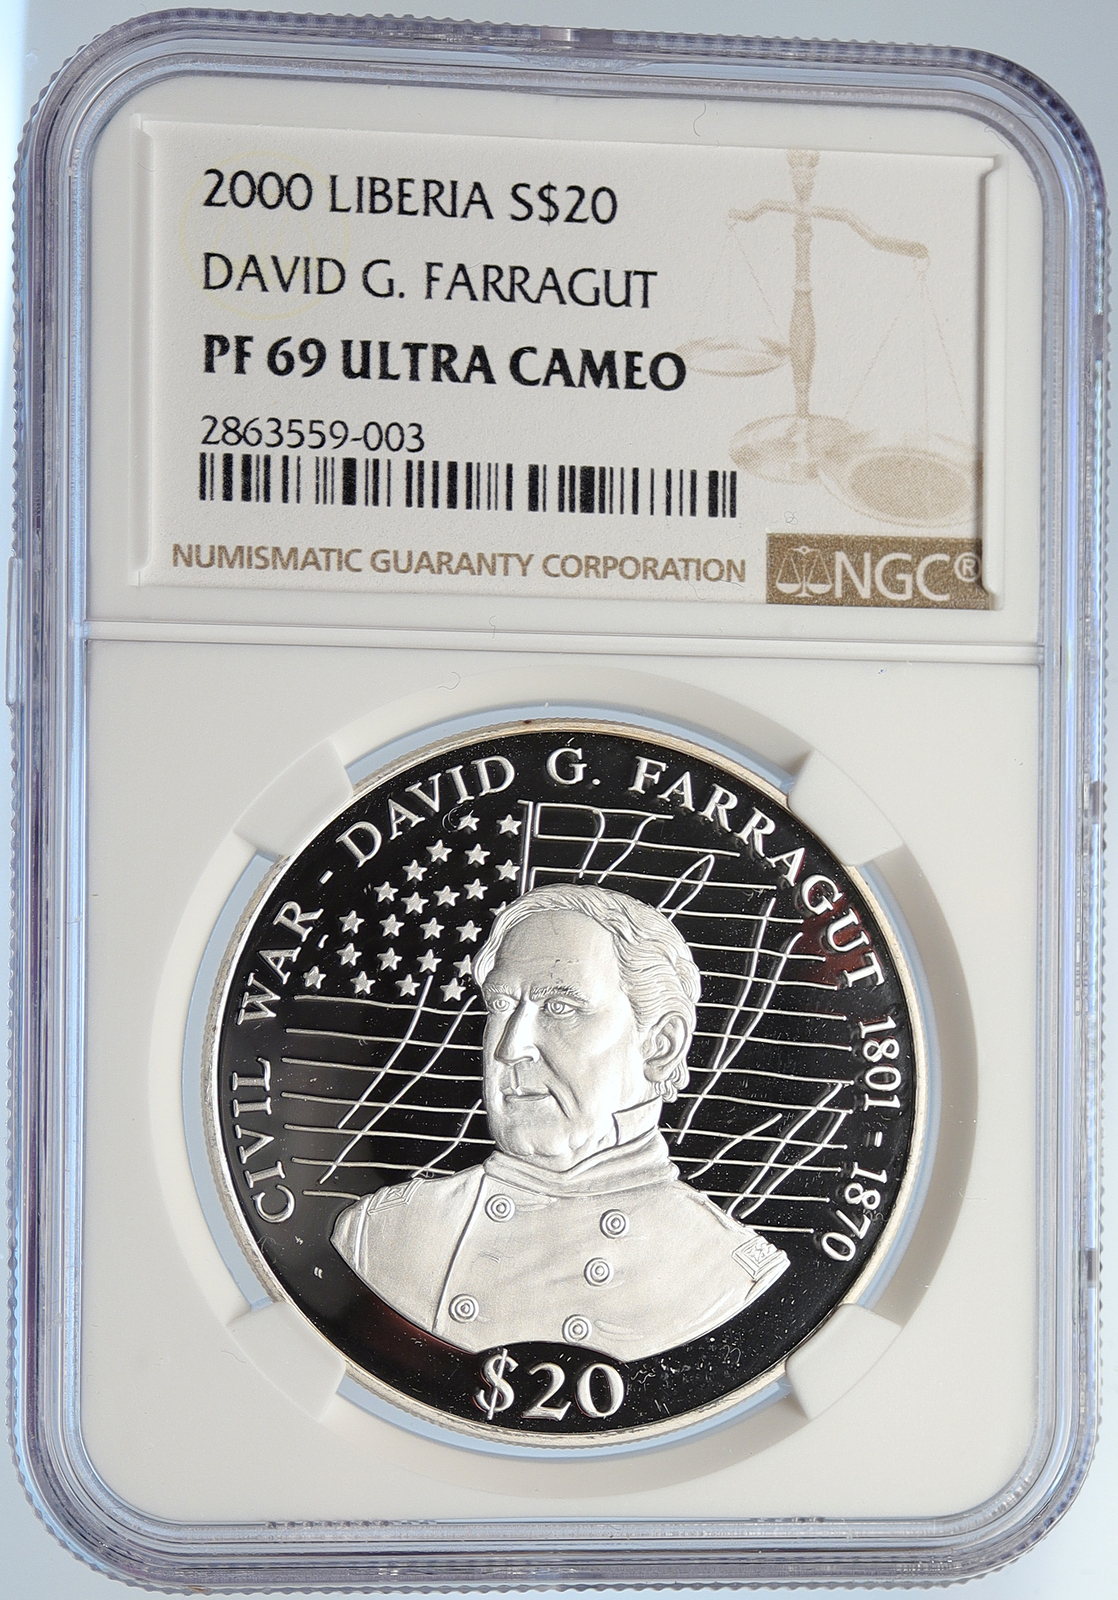 2000 LIBERIA S$20
DAVID G. FARRAGUT
PF 69 ULTRA CAMEO
2863559-003
NUMISMATIC GUARANTY CORPORATION
NGC®
CIVIL WAR - DAVID G. FARRAGUT 1801 - 1870
$20